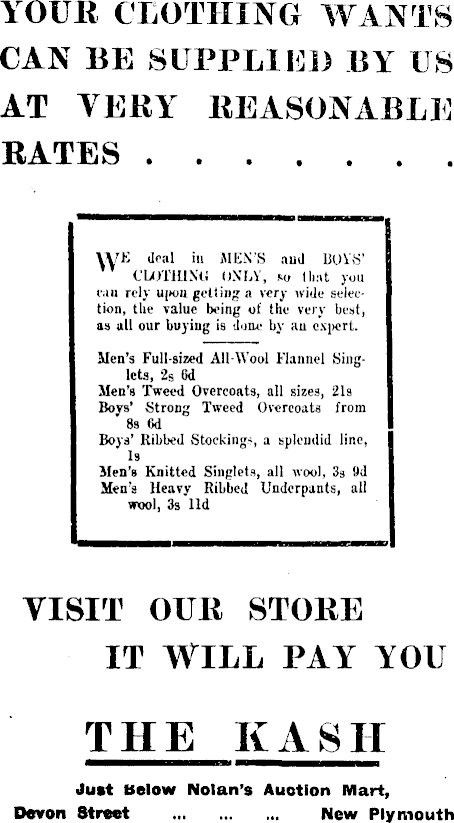 YOUR CLOTHING WANTS
CAN BE SUPPLIED BY US
AT VERY REASONABLE
RATES . . . . . . .
WE deal in MEN'S and BOYS'
CLOTHING ONLY, so that you
can rely upon getting a very wide selec-
tion, the value being of the very best,
as all our buying is done by an expert.
Men's Full-sized All-Wool Flannel Sing-
lets, 2s 6d
Men's Tweed Overcoats, all sizes, 21s
Boys' Strong Tweed Overcoats from
8s 6d
Boys' Ribbed Stockings, a splendid line,
1s
Men's Knitted Singlets, all wool, 3s 9d
Men's Heavy Ribbed Underpants, all
wool, 3s 11d
VISIT OUR STORE
IT WILL PAY YOU
THE KASH
Just Below Nolan's Auction Mart,
Devon Street ... ... ... New Plymouth